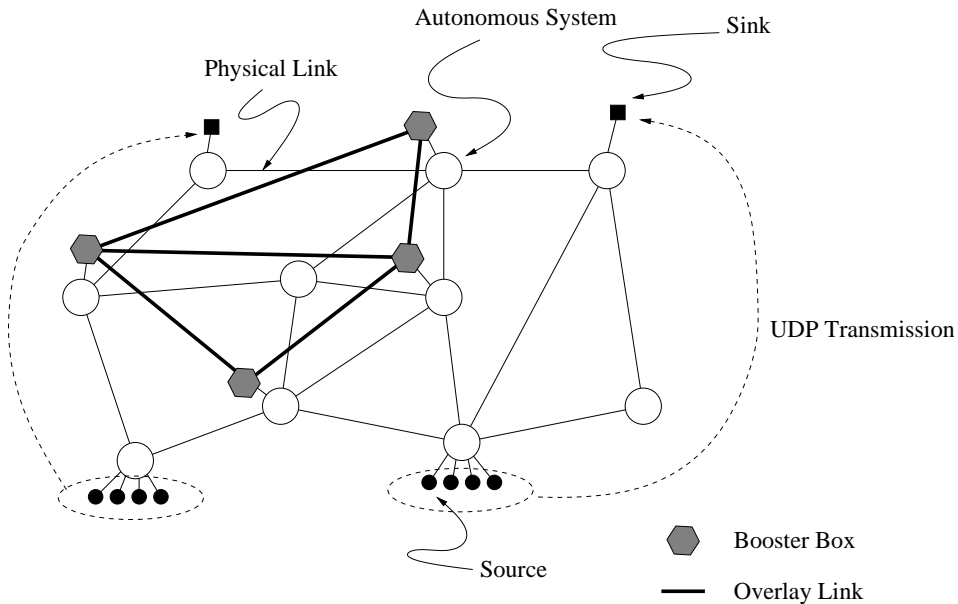 Autonomous System
Sink
Physical Link
UDP Transmission
Booster Box
Source
Overlay Link